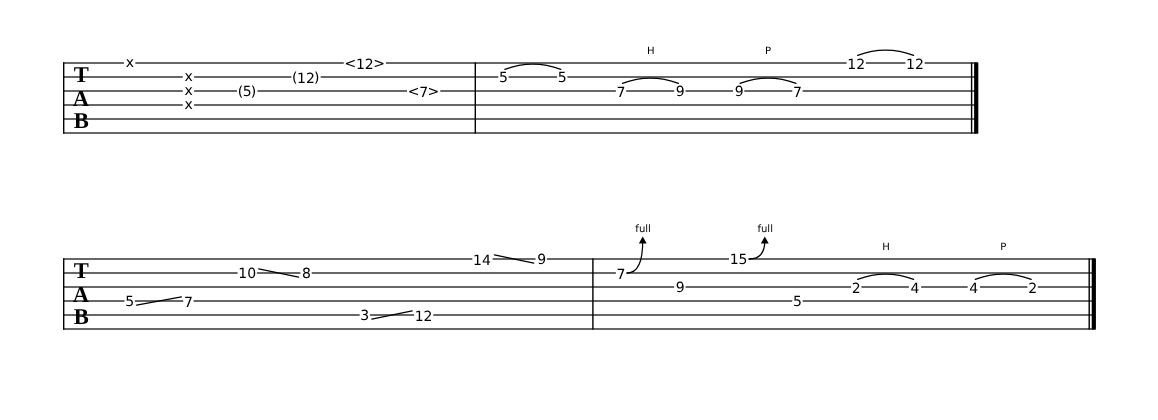 H P
x <12> 12 12
T x (12) 5 5
A x (5) <7> 7 9 9 7
x
B
full full
H P
14 9 15
T 10 8 7
A 9 2 4 4 2
5 7 5
B 3 12